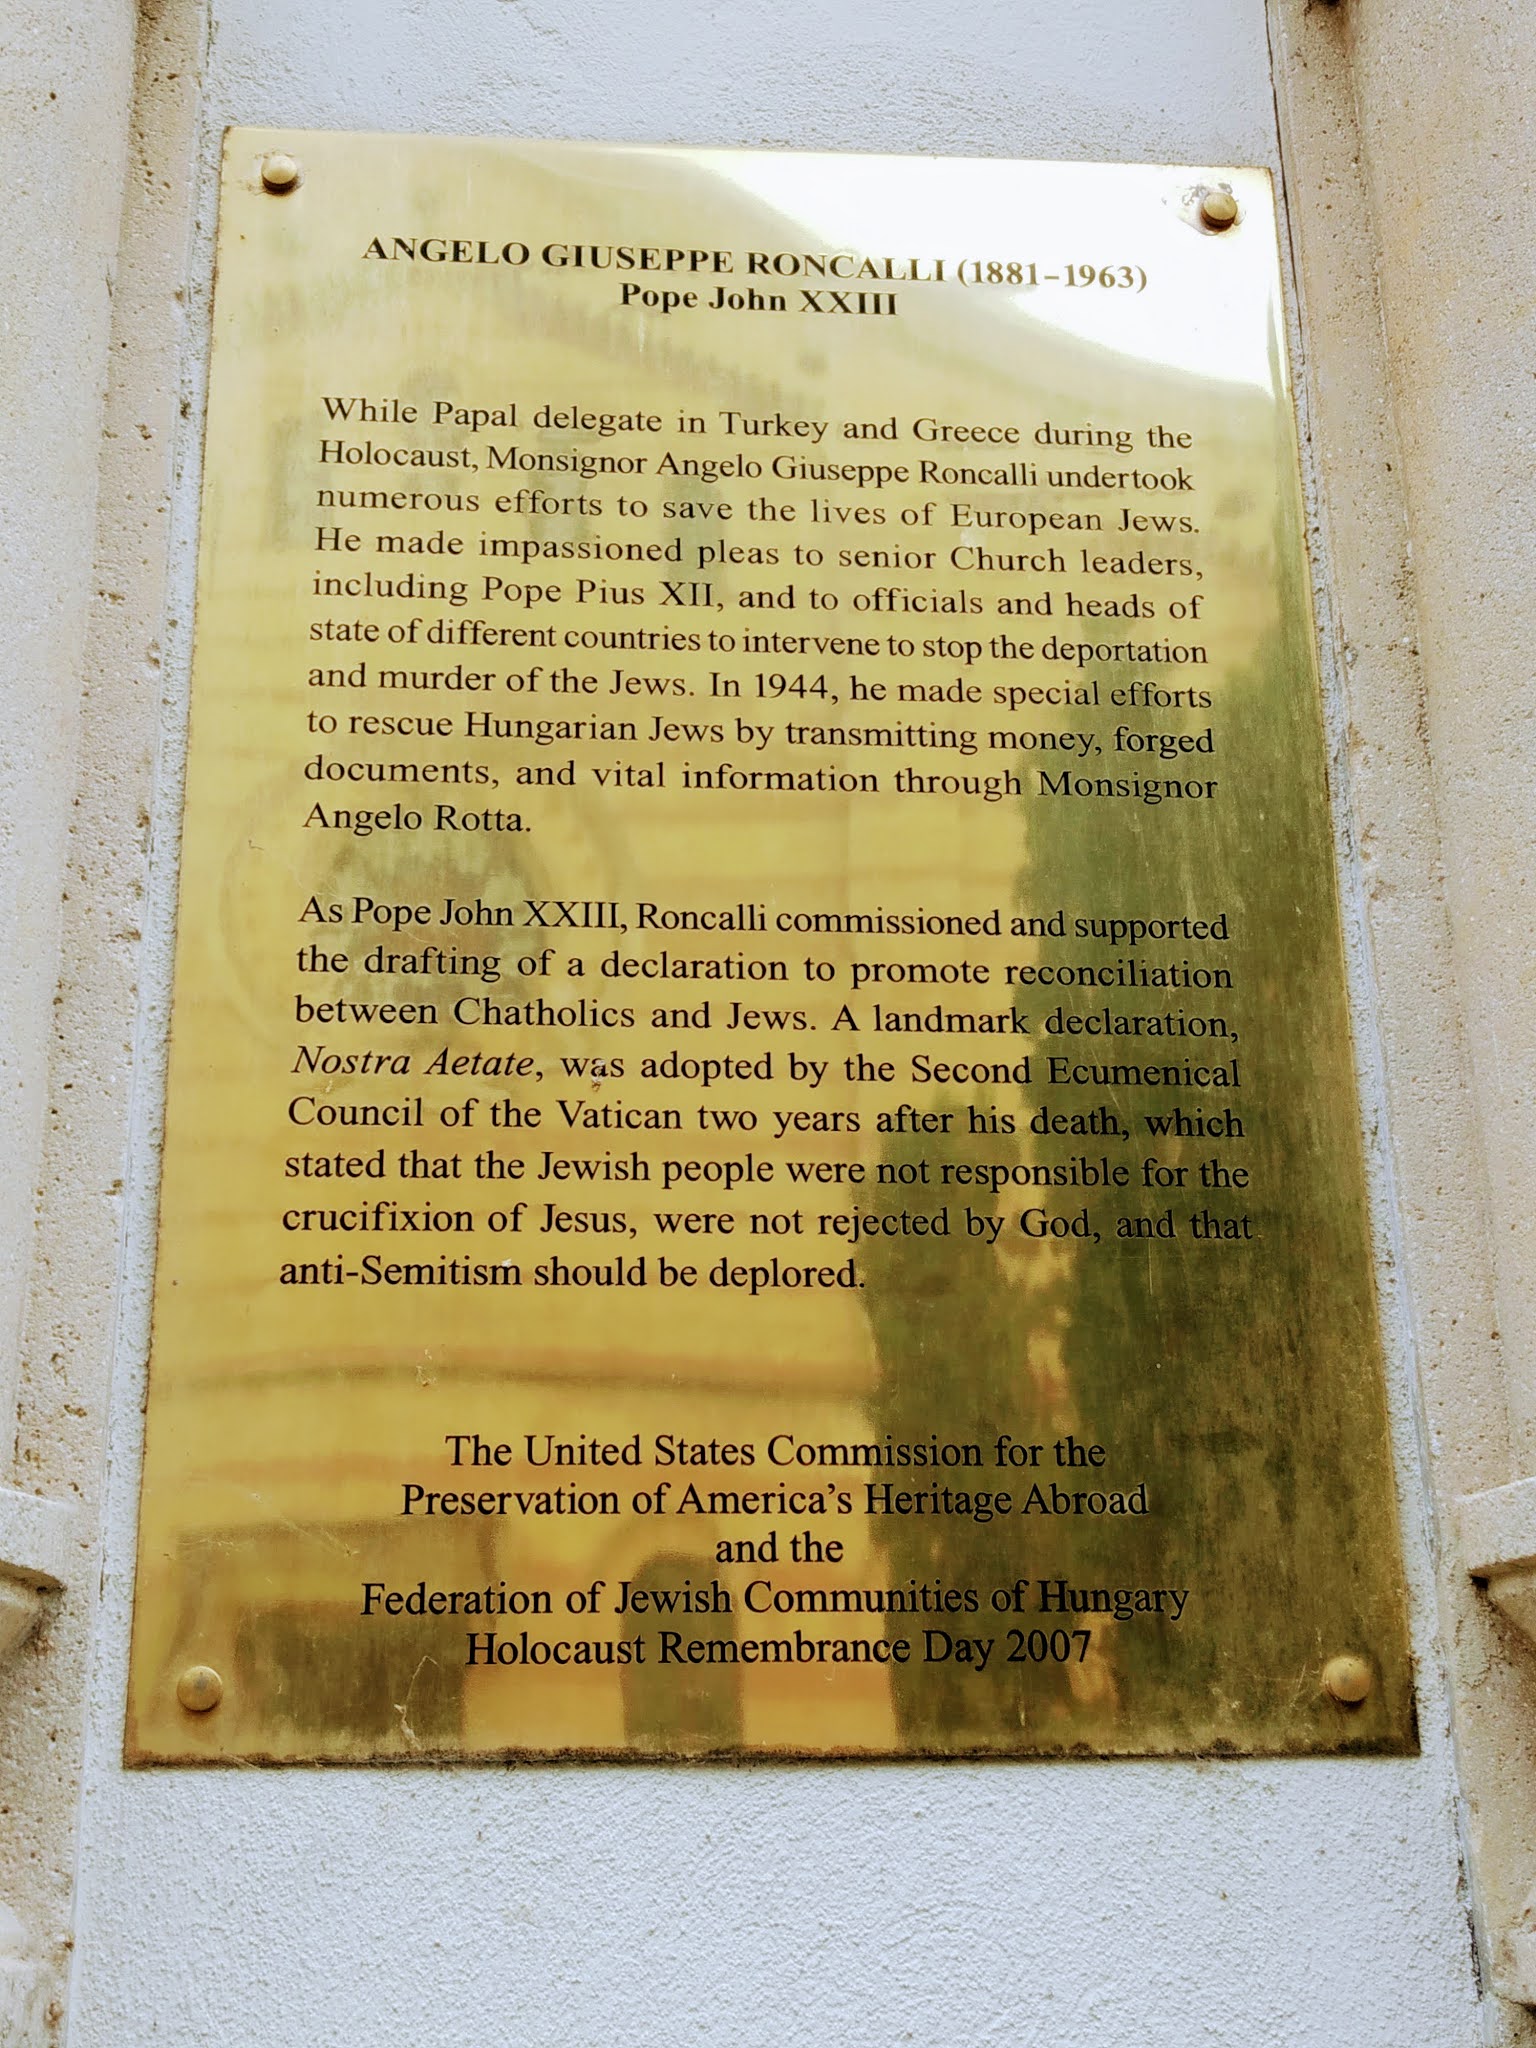 ANGELO GIUSEPPE RONCALLI (1881–1963)
Pope John XXIII
While Papal delegate in Turkey and Greece during the
Holocaust, Monsignor Angelo Giuseppe Roncalli undertook
numerous efforts to save the lives of European Jews.
He made impassioned pleas to senior Church leaders,
including Pope Pius XII, and to officials and heads of
state of different countries to intervene to stop the deportation
and murder of the Jews. In 1944, he made special efforts
to rescue Hungarian Jews by transmitting money, forged
documents, and vital information through Monsignor
Angelo Rotta.
As Pope John XXIII, Roncalli commissioned and supported
the drafting of a declaration to promote reconciliation
between Chatholics and Jews. A landmark declaration,
Nostra Aetate, was adopted by the Second Ecumenical
Council of the Vatican two years after his death, which
stated that the Jewish people were not responsible for the
crucifixion of Jesus, were not rejected by God, and that
anti-Semitism should be deplored.
The United States Commission for the
Preservation of America's Heritage Abroad
and the
Federation of Jewish Communities of Hungary
Holocaust Remembrance Day 2007